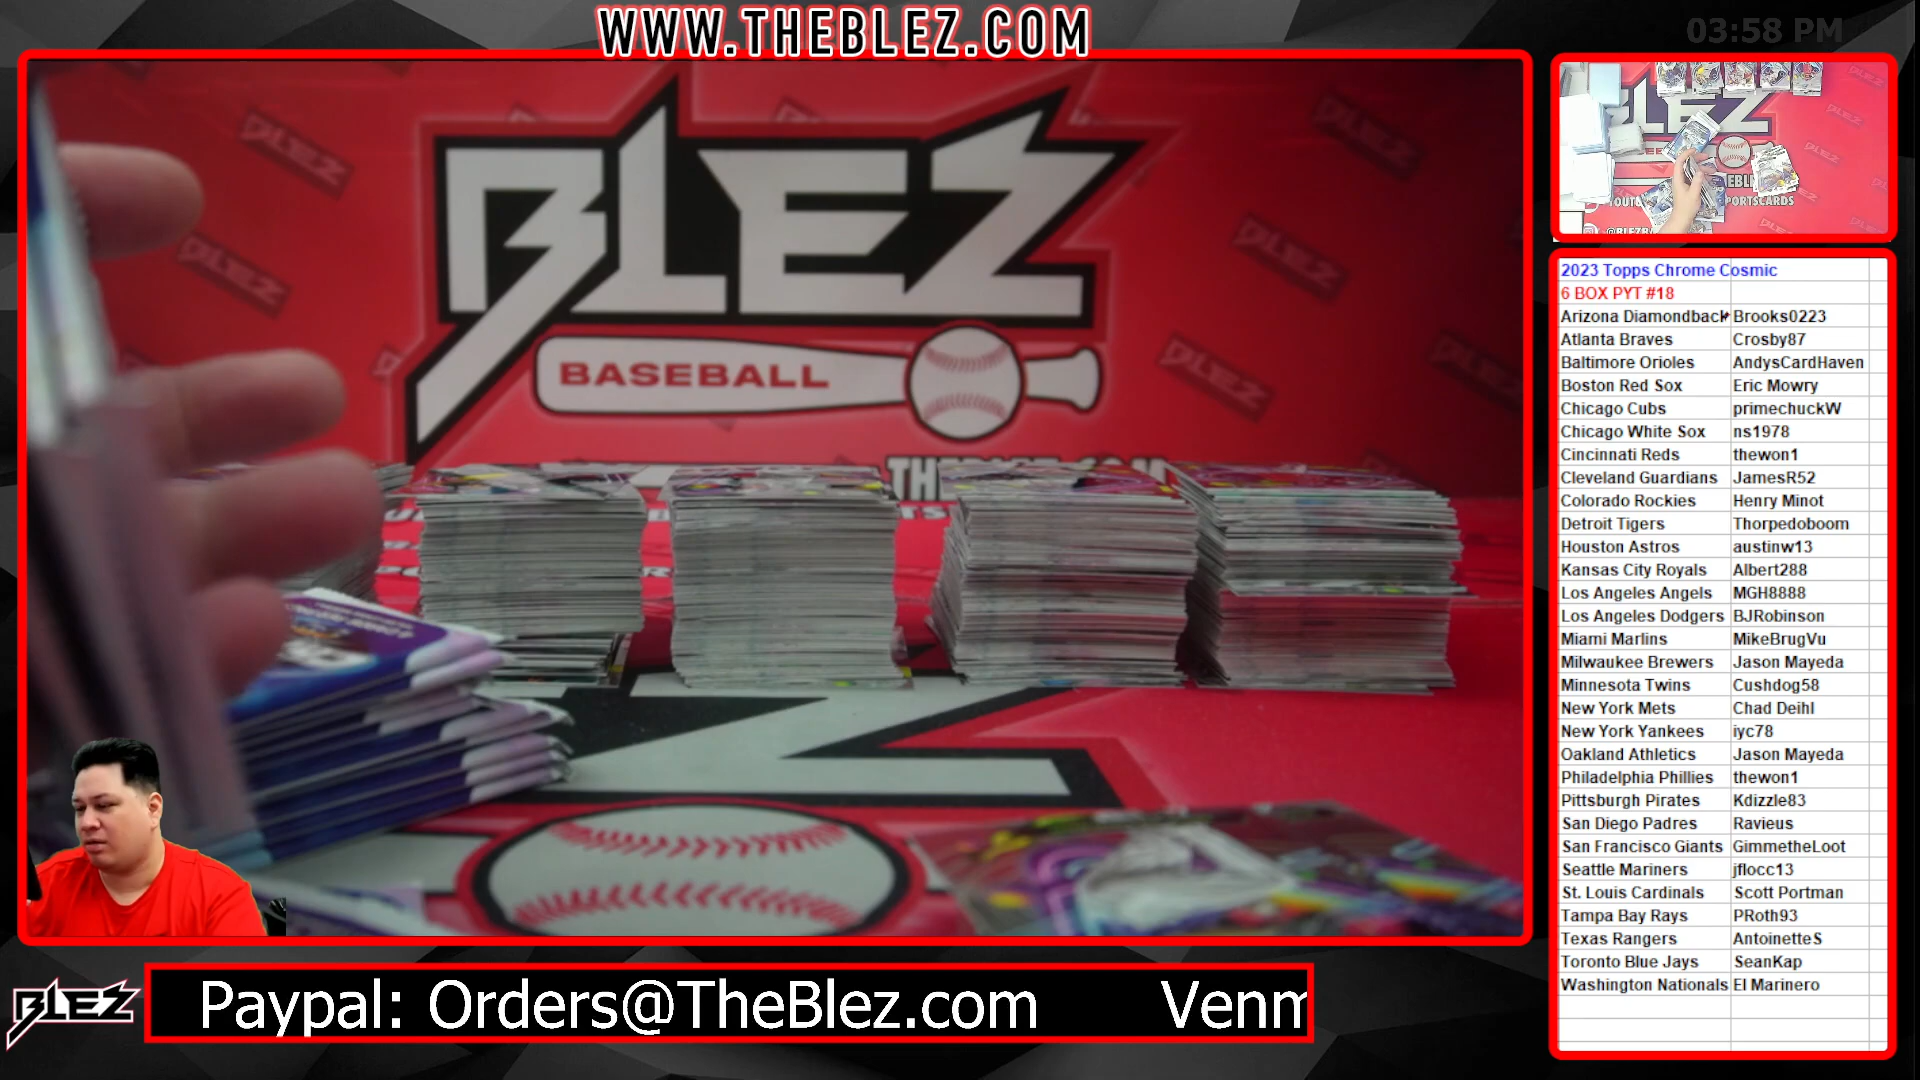 WWW.THEBLEZ.COM
03:58 PM
BLEZ
BASEBALL
BLEZ
2023 Topps Chrome Cosmic
6 BOX PYT #18
Arizona Diamondback Brooks0223
Atlanta Braves Crosby87
Baltimore Orioles AndysCardHaven
Boston Red Sox Eric Mowry
Chicago Cubs primechuckW
Chicago White Sox ns1978
Cincinnati Reds thewon1
Cleveland Guardians JamesR52
Colorado Rockies Henry Minot
Detroit Tigers Thorpedoboom
Houston Astros austinw13
Kansas City Royals Albert288
Los Angeles Angels MGH8888
Los Angeles Dodgers BJRobinson
Miami Marlins MikeBrugVu
Milwaukee Brewers Jason Mayeda
Minnesota Twins Cushdog58
New York Mets Chad Deihl
New York Yankees iyc78
Oakland Athletics Jason Mayeda
Philadelphia Phillies thewon1
Pittsburgh Pirates Kdizzle83
San Diego Padres Ravieus
San Francisco Giants GimmetheLoot
Seattle Mariners jflocc13
St. Louis Cardinals Scott Portman
Tampa Bay Rays PRoth93
Texas Rangers AntoinetteS
Toronto Blue Jays SeanKap
Washington Nationals El Marinero
BLEZ
Paypal: Orders@TheBlez.com Venm